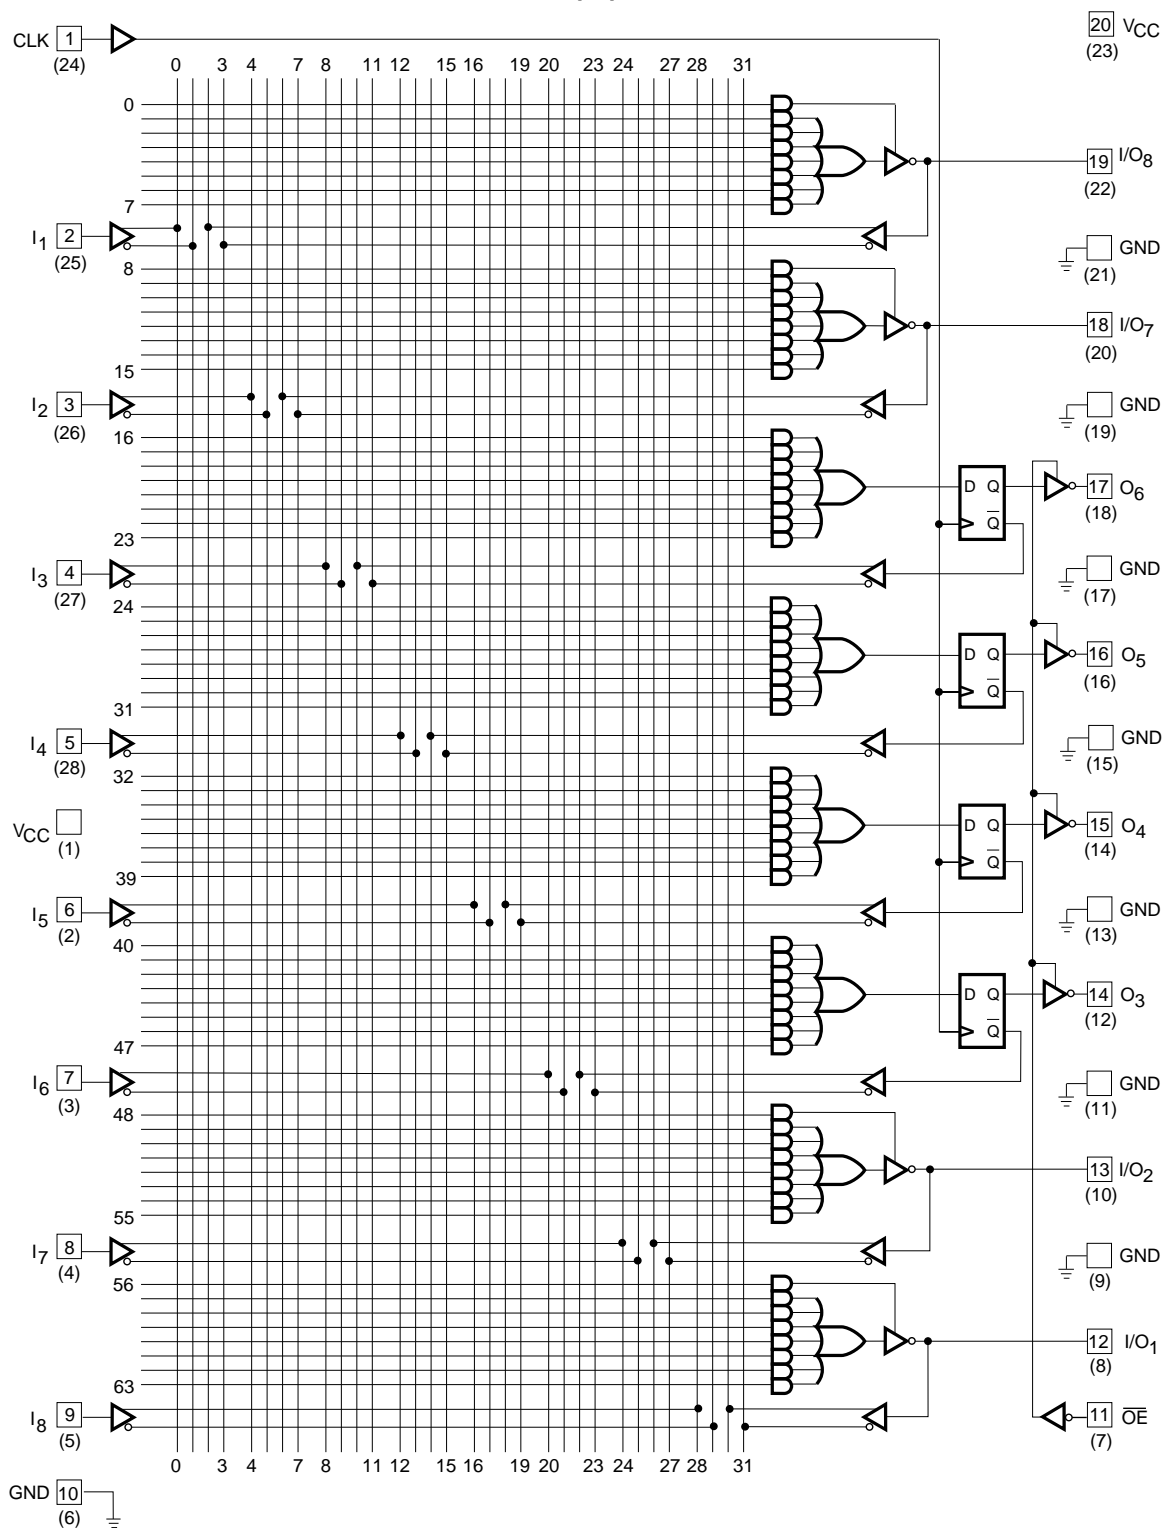 20 VCC
CLK 1
(24)
(23)
0 3 4 7 8 11 12 15 16 19 20 23 24 27 28 31
0
19 I/O8
(22)
7
I1 2
(25)
GND
(21)
8
18 I/O7
(20)
15
I2 3
(26)
GND
(19)
16
D Q
17 O6
(18)
Q
23
I3 4
(27)
GND
(17)
24
D Q
16 O5
(16)
Q
31
I4 5
(28)
GND
(15)
32
VCC
(1)
D Q
15 O4
(14)
Q
39
I5 6
(2)
GND
(13)
40
D Q
14 O3
(12)
Q
47
I6 7
(3)
GND
(11)
48
13 I/O2
(10)
55
I7 8
(4)
GND
(9)
56
12 I/O1
(8)
63
I8 9
(5)
11 OE
(7)
0 3 4 7 8 11 12 15 16 19 20 23 24 27 28 31
GND 10
(6)